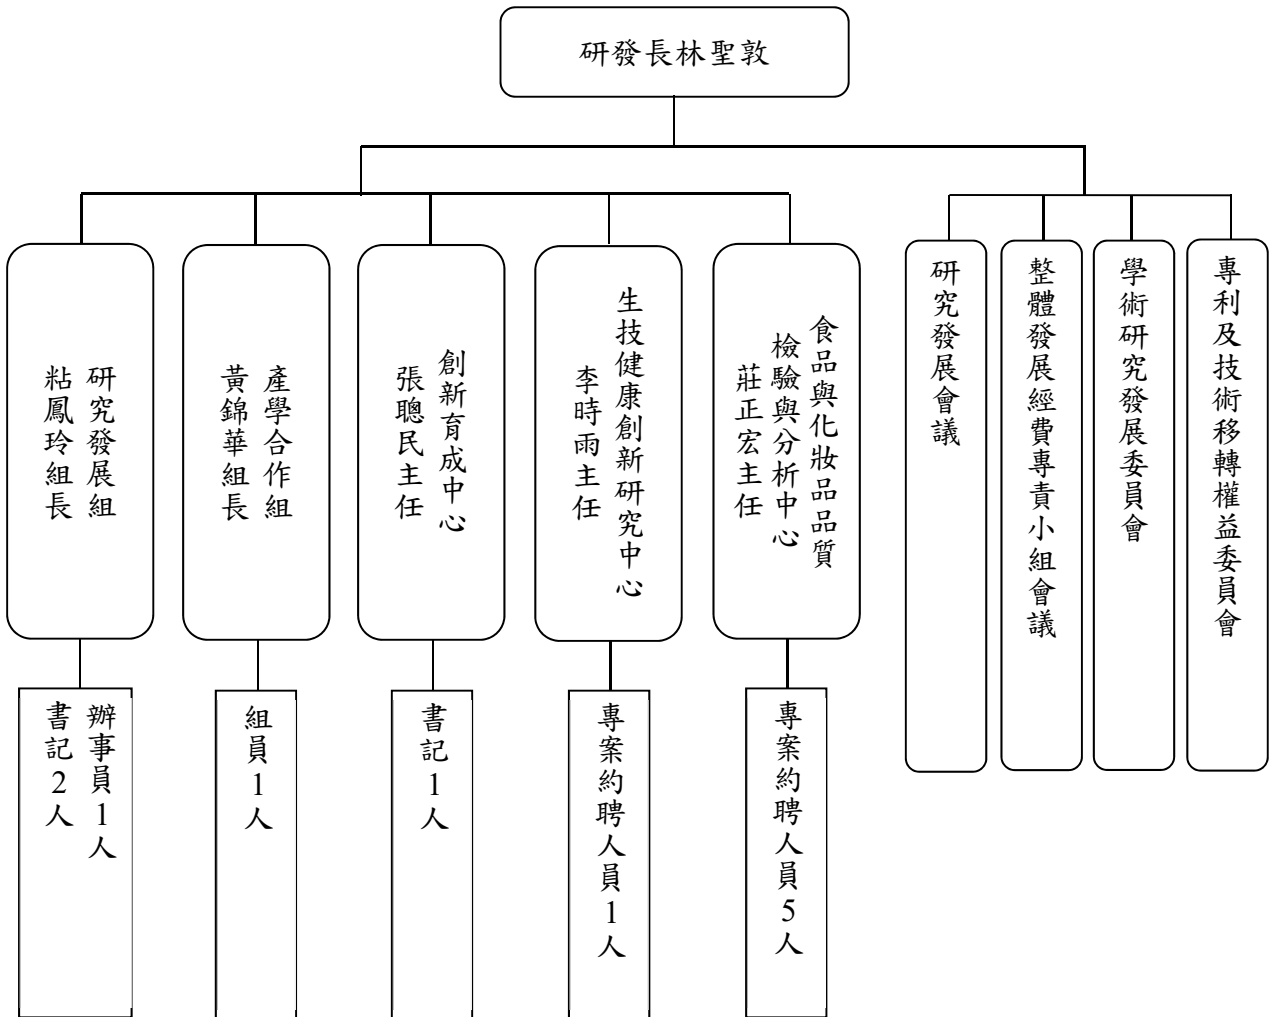 研發長林聖敦
研究發展組
粘鳳玲組長
產學合作組
黃錦華組長
創新育成中心
張聰民主任
生技健康創新研究中心
李時雨主任
食品與化妝品品質
檢驗與分析中心
莊正宏主任
研究發展會議
整體發展經費專責小組會議
學術研究發展委員會
專利及技術移轉權益委員會
辦事員1人
書記2人
組員1人
書記1人
專案約聘人員1人
專案約聘人員5人